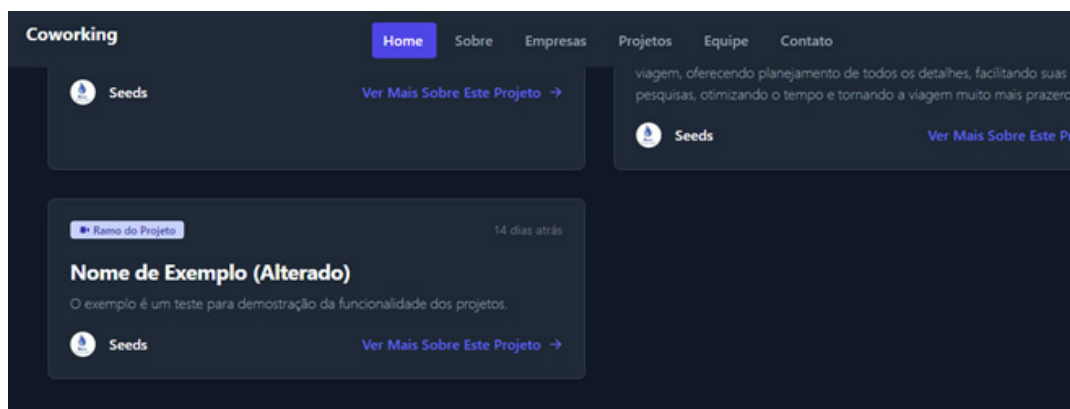 Coworking
Home Sobre Empresas Projetos Equipe Contato
Seeds Ver Mais Sobre Este Projeto →
viagem, oferecendo planejamento de todos os detalhes, facilitando suas
pesquisas, otimizando o tempo e tornando a viagem muito mais
Seeds Ver Mais Sobre Este
Ramo do Projeto 14 dias atrás
Nome de Exemplo (Alterado)
O exemplo é um teste para demostração da funcionalidade dos projetos.
Seeds Ver Mais Sobre Este Projeto →